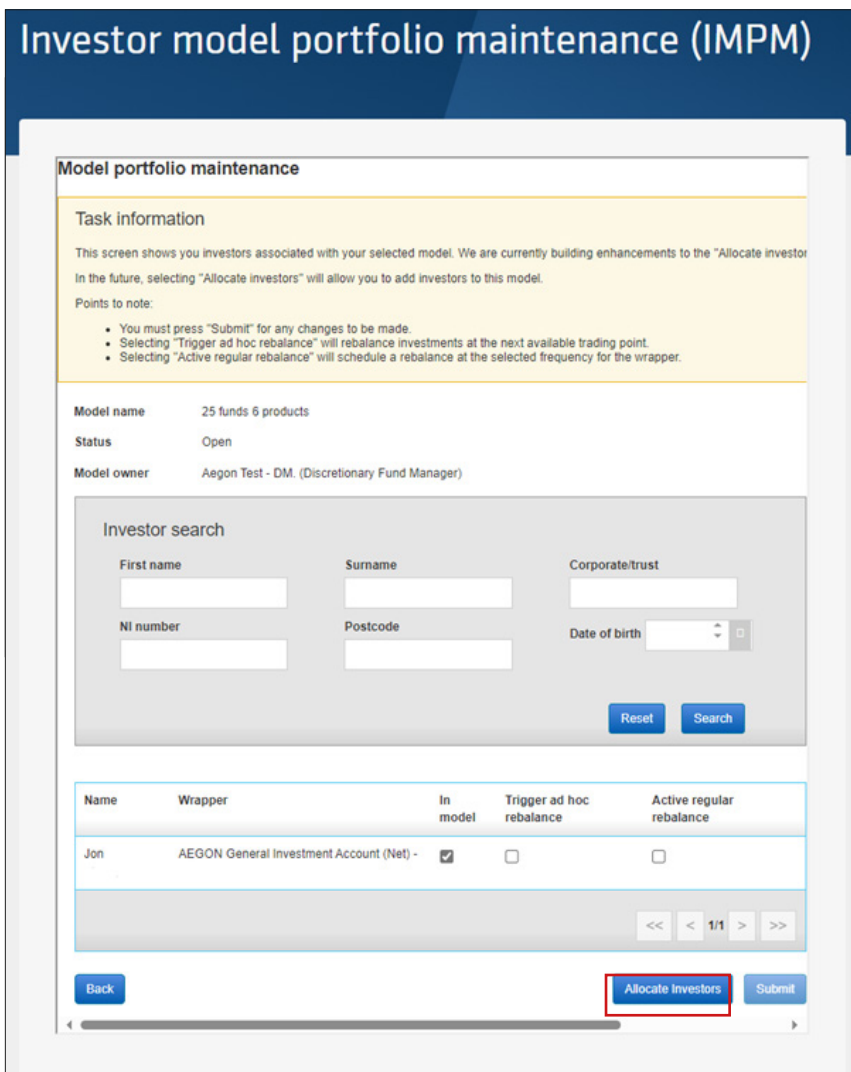 Investor model portfolio maintenance (IMPM)
Model portfolio maintenance
Task information
This screen shows you investors associated with your selected model. We are currently building enhancements to the "Allocate investor
In the future, selecting "Allocate investors" will allow you to add investors to this model.
Points to note:
• You must press "Submit" for any changes to be made.
• Selecting "Trigger ad hoc rebalance" will rebalance investments at the next available trading point.
• Selecting "Active regular rebalance" will schedule a rebalance at the selected frequency for the wrapper.
Model name 25 funds 6 products
Status Open
Model owner Aegon Test - DM. (Discretionary Fund Manager)
Investor search
First name Surname Corporate/trust
NI number Postcode Date of birth
Reset Search
Name Wrapper In model Trigger ad hoc rebalance Active regular rebalance
Jon AEGON General Investment Account (Net) -
<< < 1/1 > >>
Back Allocate Investors Submit